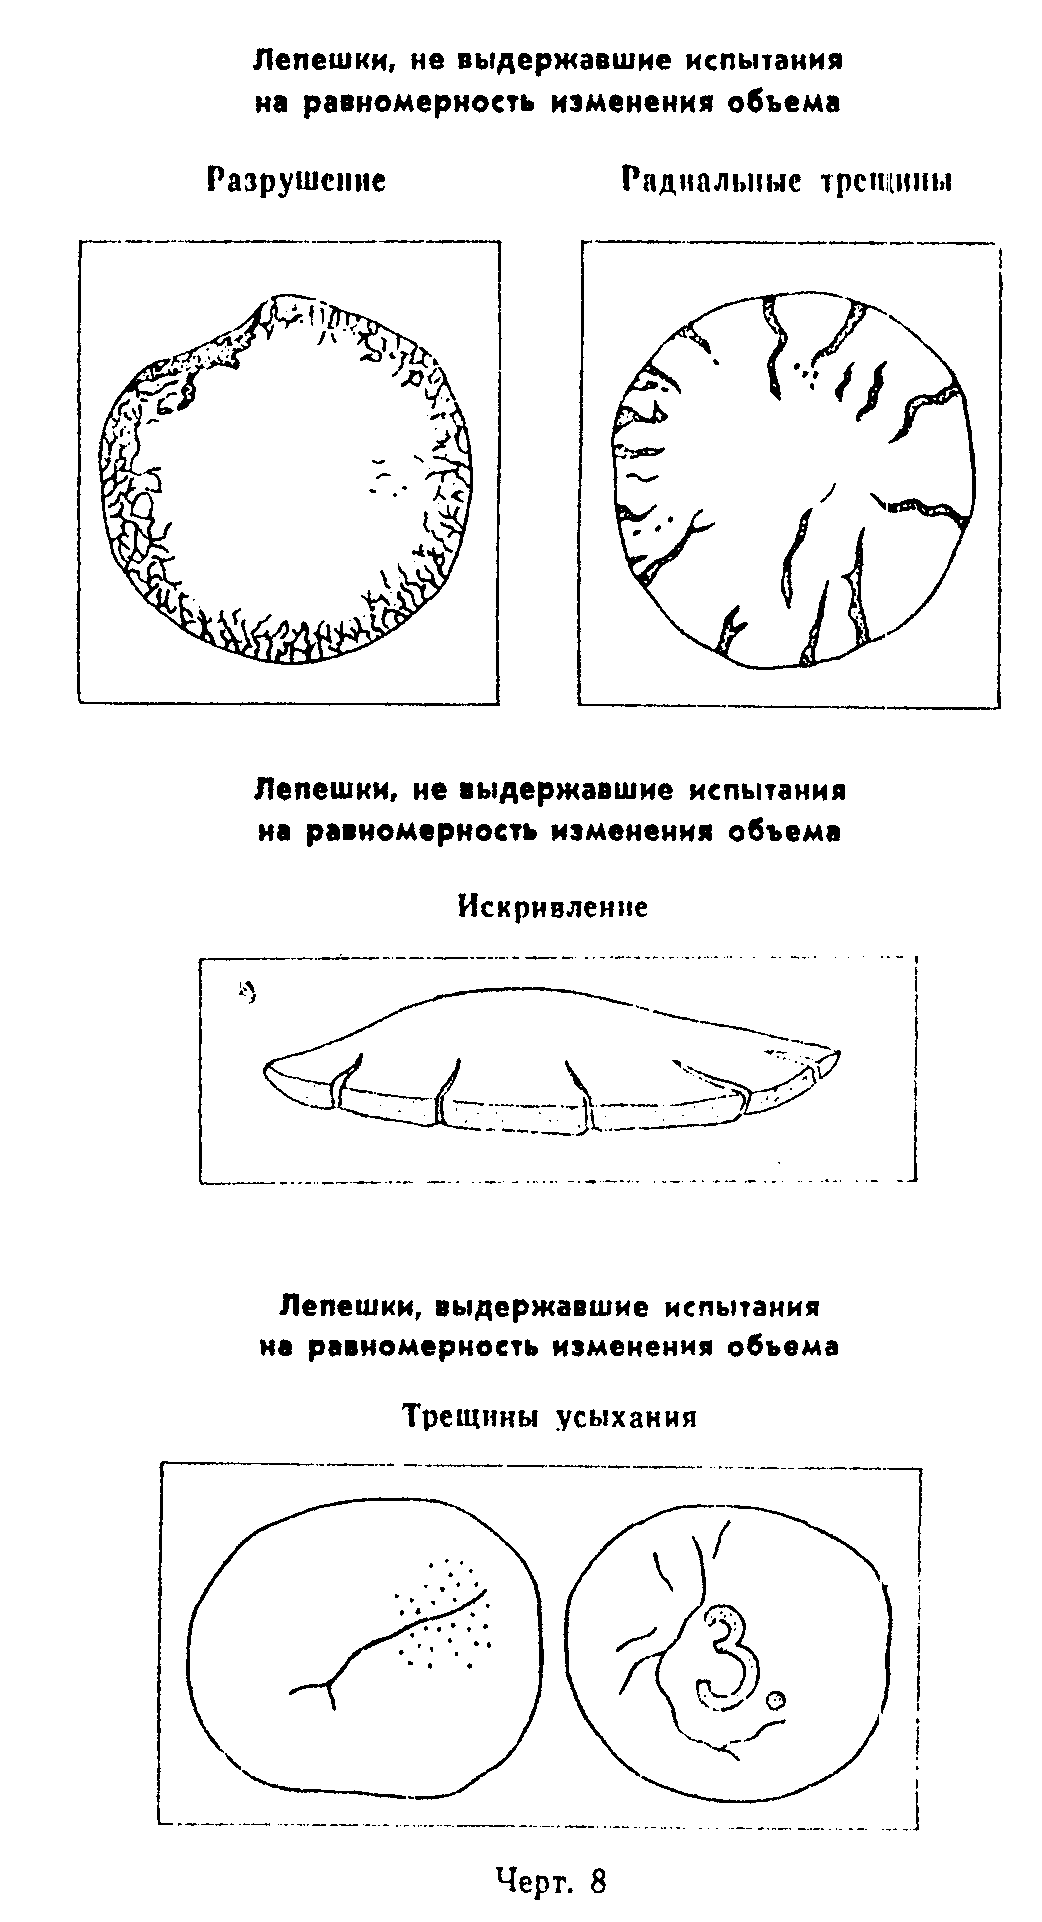 Лепешки, не выдержавшие испытания
на равномерность изменения объема
Разрушение
Радиальные трещины
Лепешки, не выдержавшие испытания
на равномерность изменения объема
Искривление
Лепешки, выдержавшие испытания
на равномерность изменения объема
Трещины усыхания
3.
Черт. 8